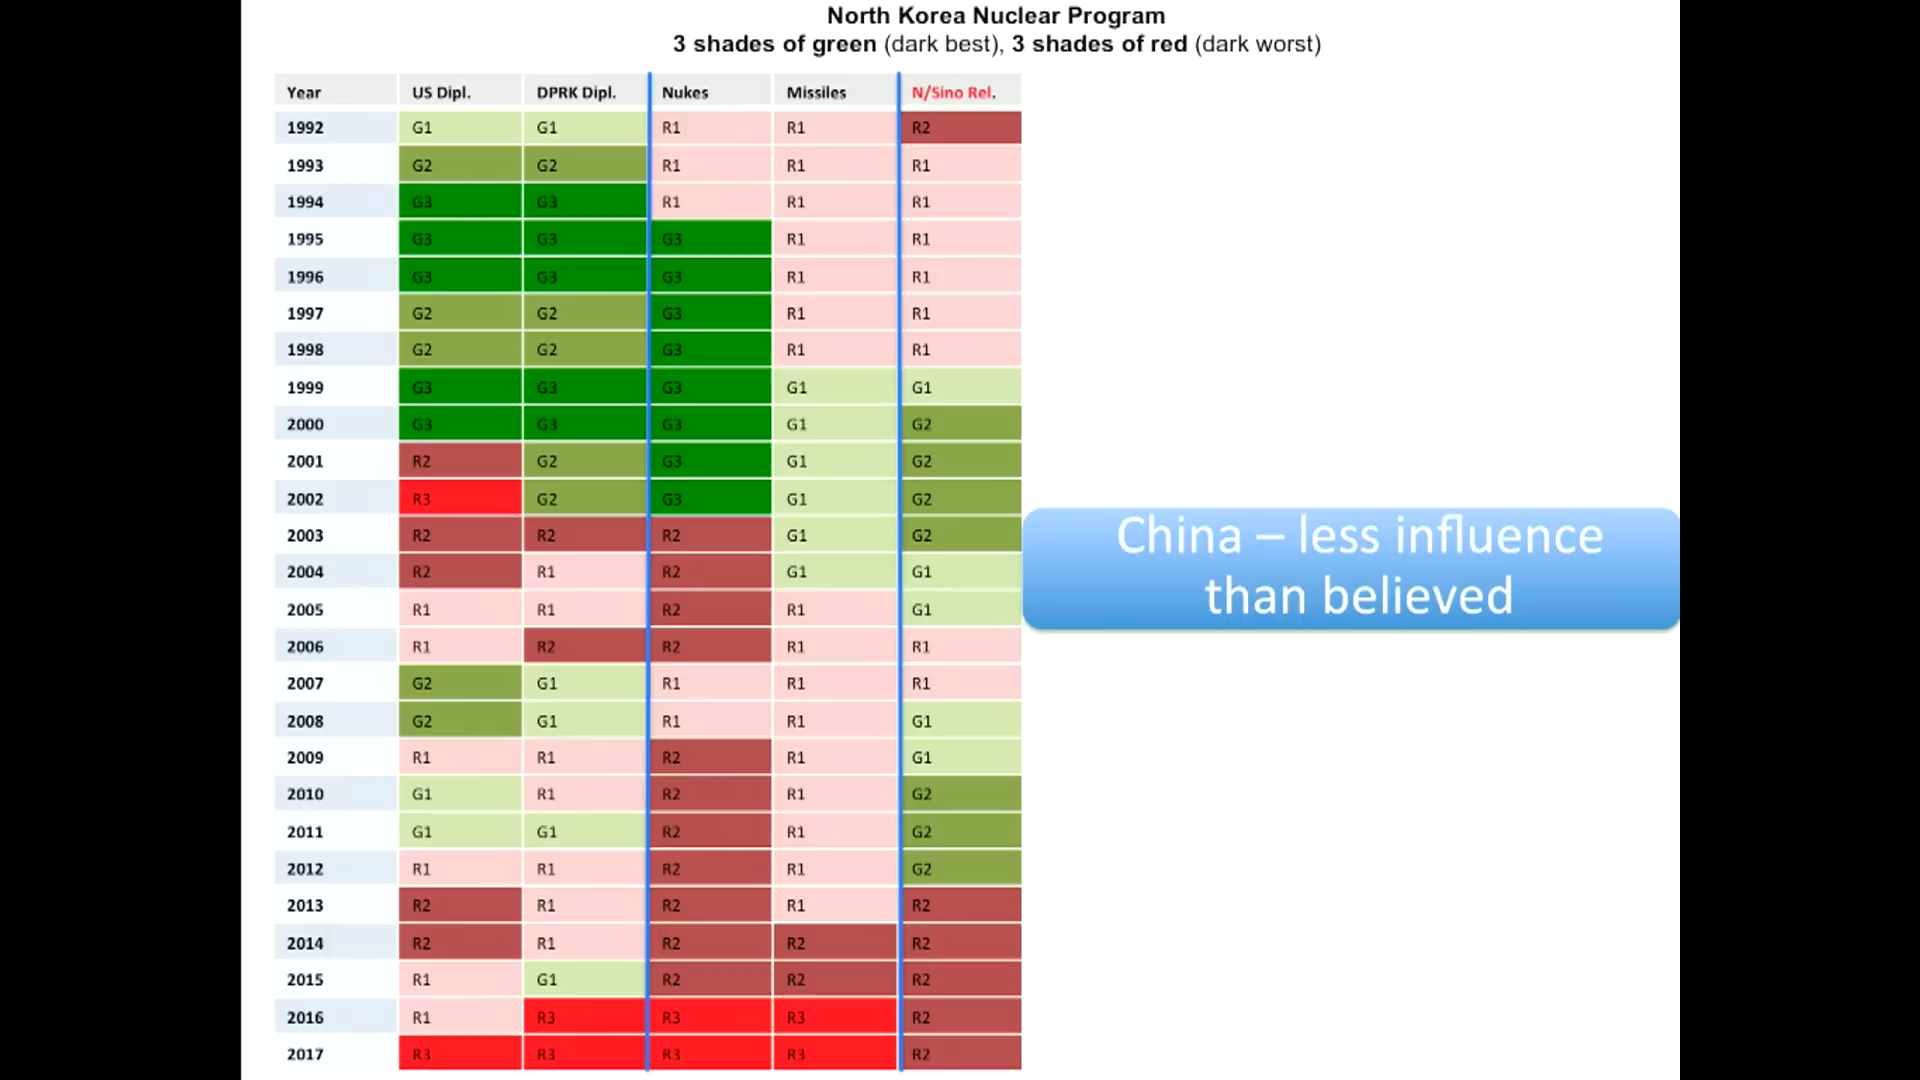 North Korea Nuclear Program
3 shades of green (dark best), 3 shades of red (dark worst)
Year US Dipl. DPRK Dipl. Nukes Missiles N/Sino Rel.
1992 G1 G1 R1 R1 R2
1993 G2 G2 R1 R1 R1
1994 G3 G3 R1 R1 R1
1995 G3 G3 G3 R1 R1
1996 G3 G3 G3 R1 R1
1997 G2 G2 G3 R1 R1
1998 G2 G2 G3 R1 R1
1999 G3 G3 G3 G1 G1
2000 G3 G3 G3 G1 G2
2001 R2 G2 G3 G1 G2
2002 R3 G2 G3 G1 G2
2003 R2 R2 R2 G1 G2
2004 R2 R1 R2 G1 G1
2005 R1 R1 R2 R1 G1
2006 R1 R2 R2 R1 R1
2007 G2 G1 R1 R1 R1
2008 G2 G1 R1 R1 G1
2009 R1 R1 R2 R1 G1
2010 G1 R1 R2 R1 G2
2011 G1 G1 R2 R1 G2
2012 R1 R1 R2 R1 G2
2013 R2 R1 R2 R1 R2
2014 R2 R1 R2 R2 R2
2015 R1 G1 R2 R2 R2
2016 R1 R3 R3 R3 R2
2017 R3 R3 R3 R3 R2
China – less influence
than believed